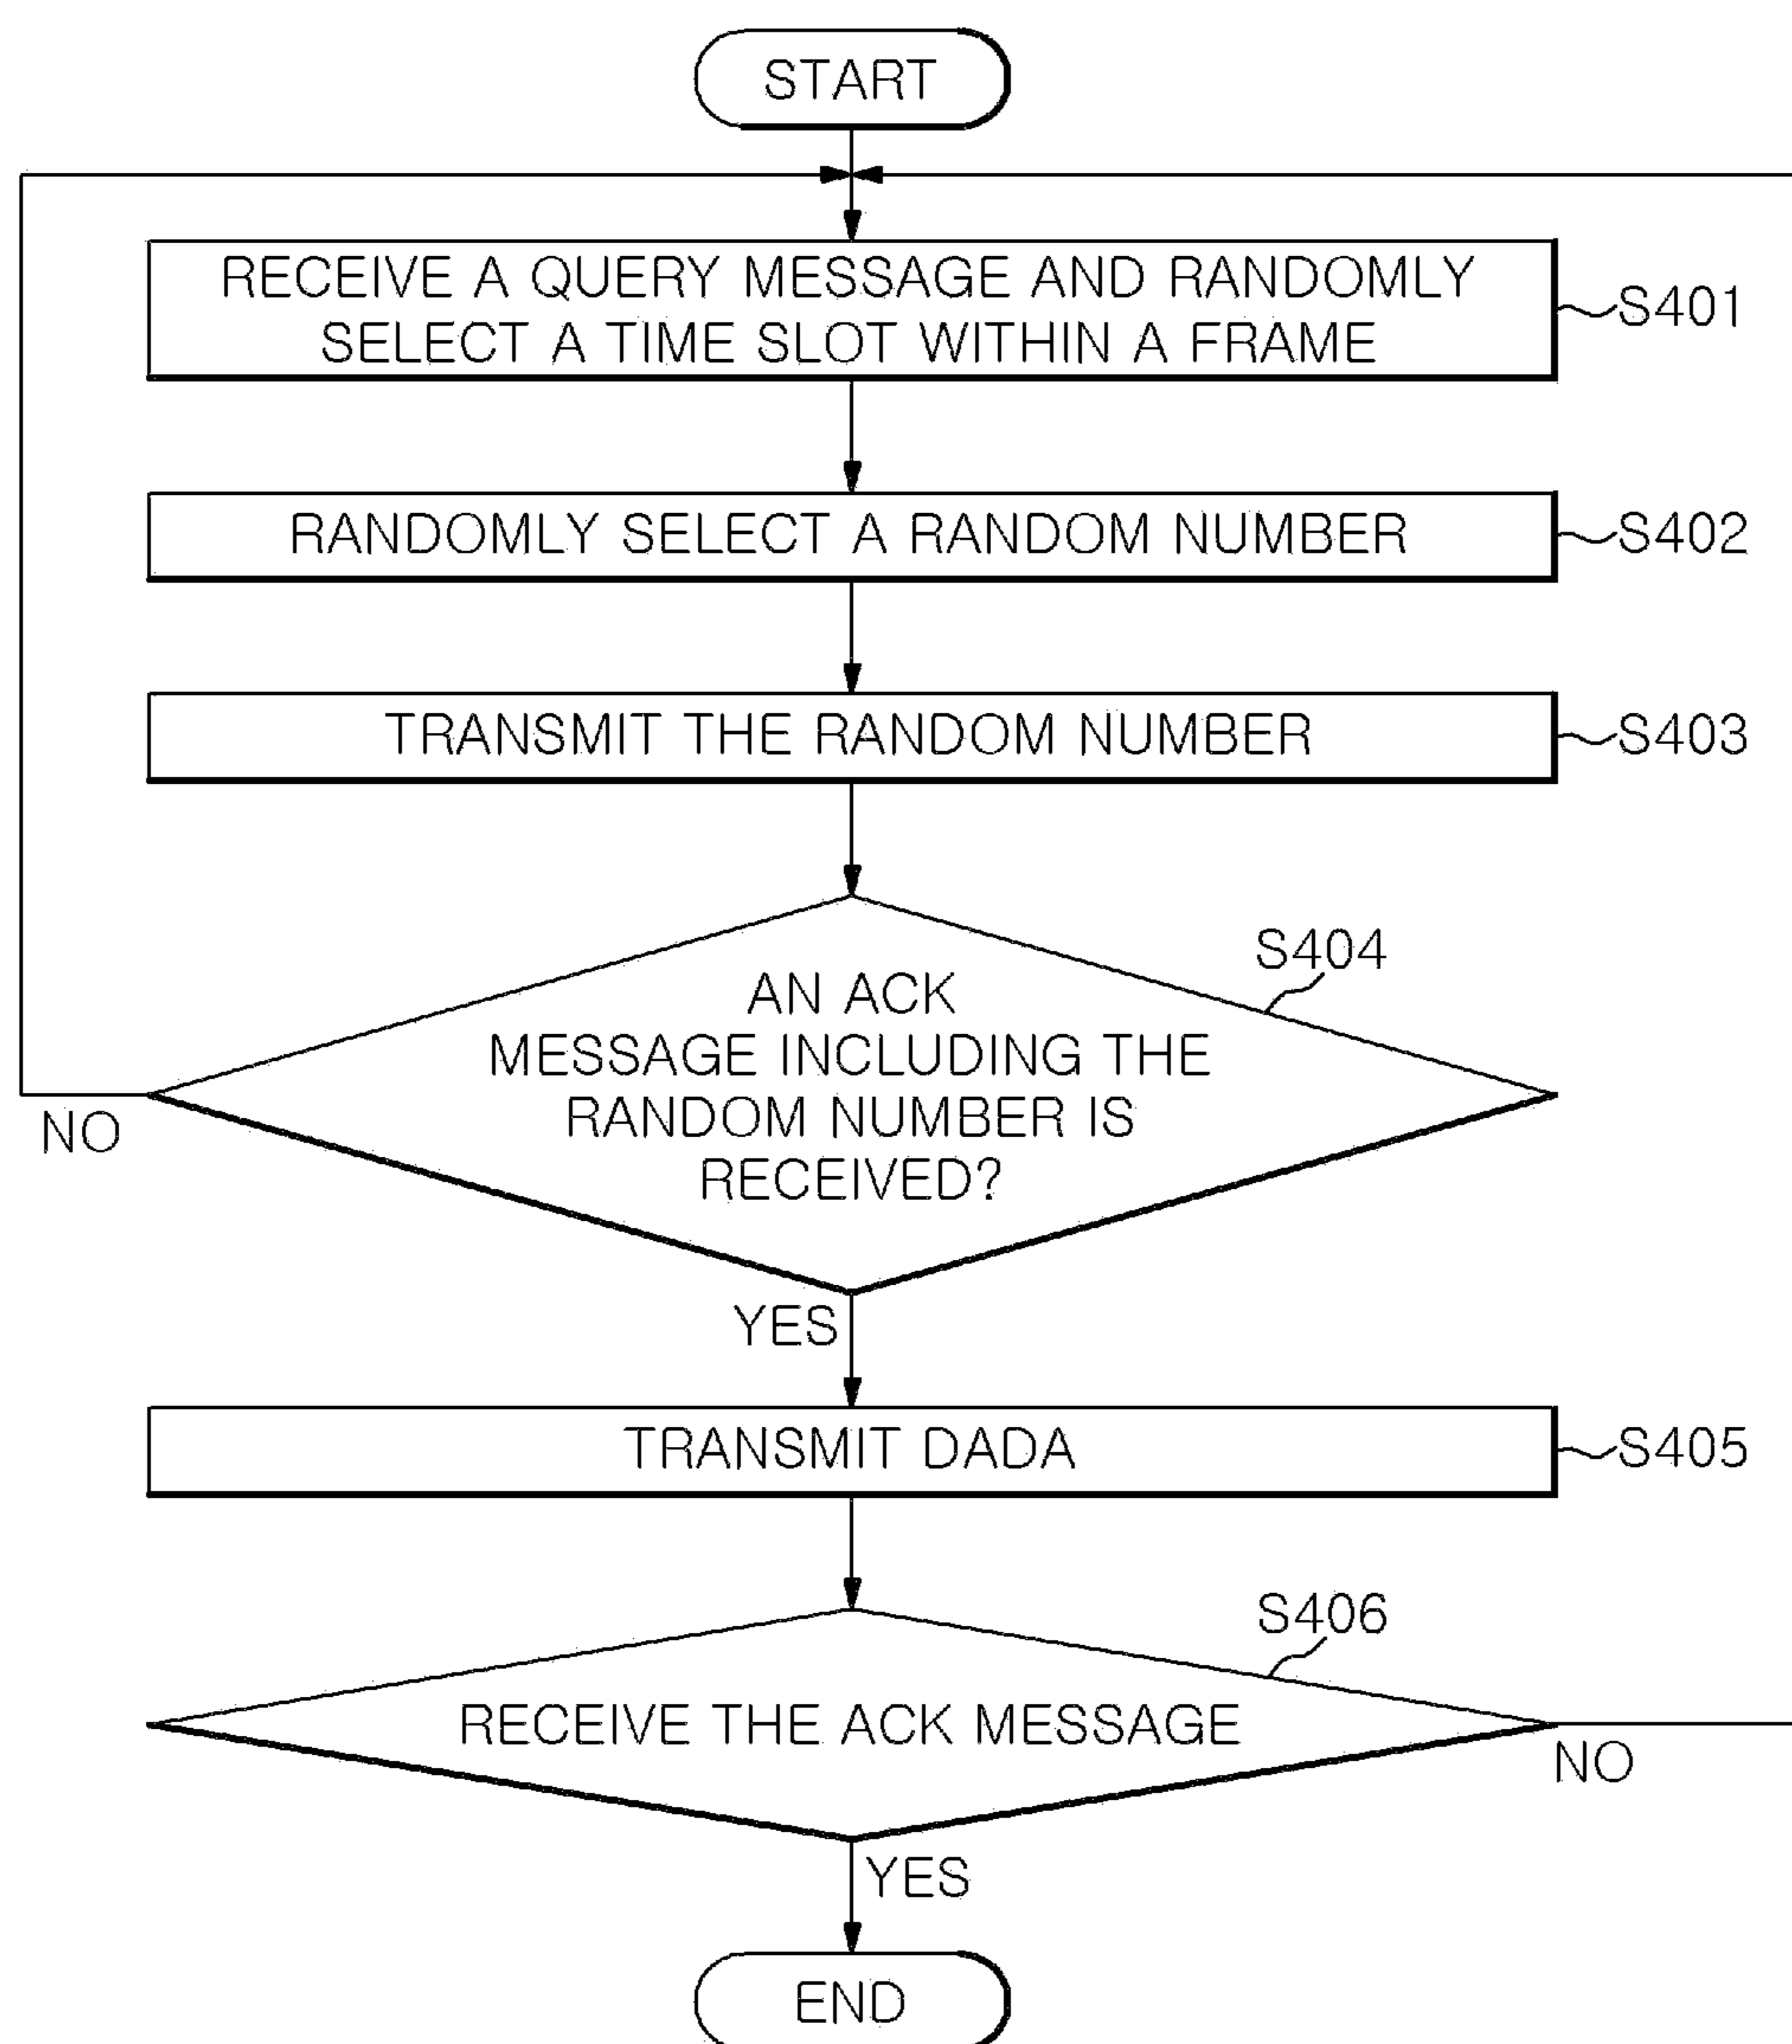 START
RECEIVE A QUERY MESSAGE AND RANDOMLY
SELECT A TIME SLOT WITHIN A FRAME
S401
RANDOMLY SELECT A RANDOM NUMBER
S402
TRANSMIT THE RANDOM NUMBER
S403
S404
AN ACK
MESSAGE INCLUDING THE
RANDOM NUMBER IS
RECEIVED?
NO
YES
TRANSMIT DADA
S405
S406
RECEIVE THE ACK MESSAGE
NO
YES
END